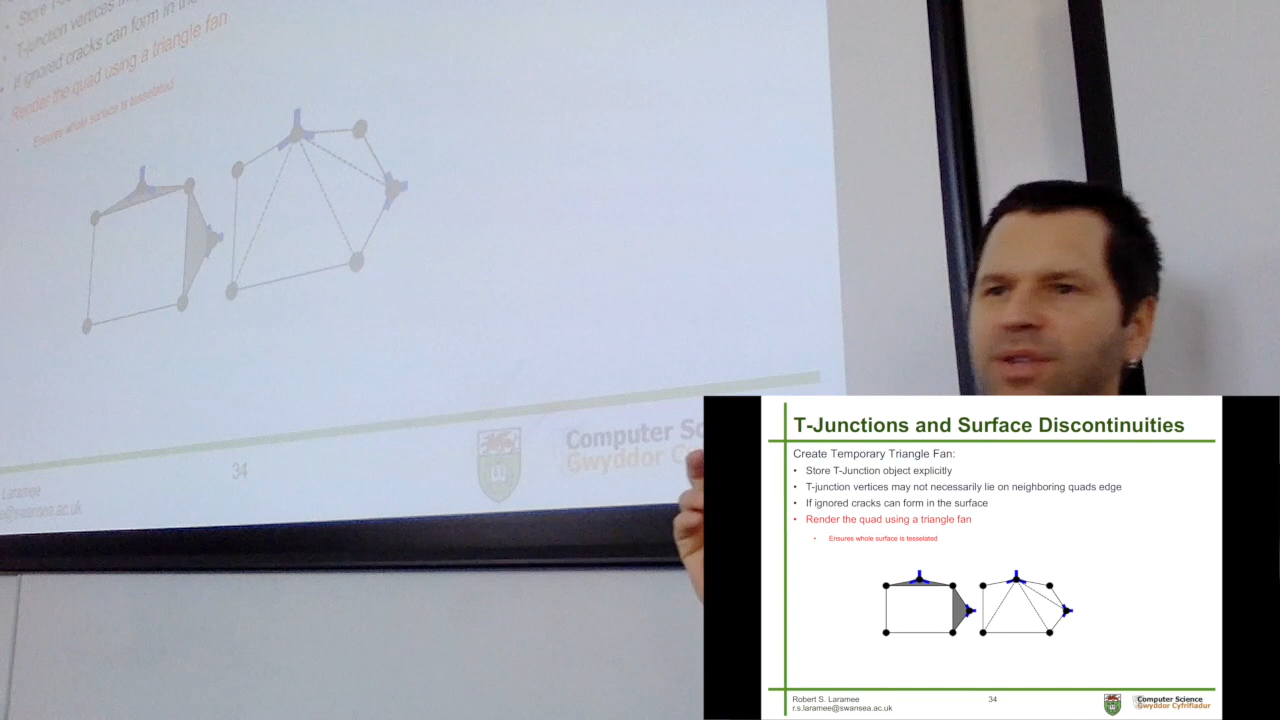 Store T-
T-junction vertices
If ignored cracks can form in the
Render the quad using a triangle fan
Ensures whole surface is tesselated
34
Laramee
@swansea.ac.uk
Computer Sc
Gwyddor C
T-Junctions and Surface Discontinuities
Create Temporary Triangle Fan:
• Store T-Junction object explicitly
• T-junction vertices may not necessarily lie on neighboring quads edge
• If ignored cracks can form in the surface
• Render the quad using a triangle fan
• Ensures whole surface is tesselated
Robert S. Laramee
r.s.laramee@swansea.ac.uk
34
Computer Science
Gwyddor Cyfrifiadur